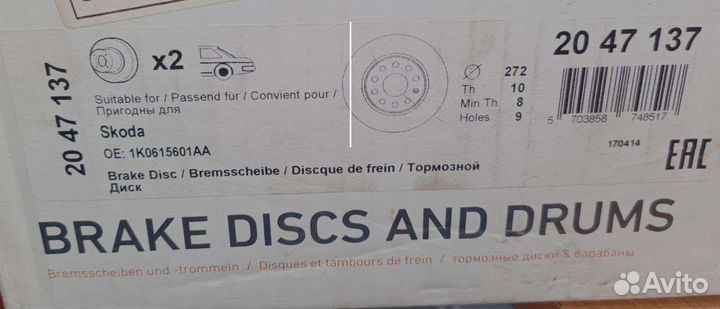 x2
20 47 137
20 47 137
Suitable for / Passend für / Convient pour /
Пригодны для
Skoda
OE: 1K0615601AA
Brake Disc / Bremsscheibe / Discque de frein / Тормозной
Диск
272
Th 10
Min Th. 8
Holes 9
5 703858 748517
170414
EAC
BRAKE DISCS AND DRUMS
Bremsscheiben und -trommeln / Disques et tambours de frein / тормозные диски & барабаны
Avito